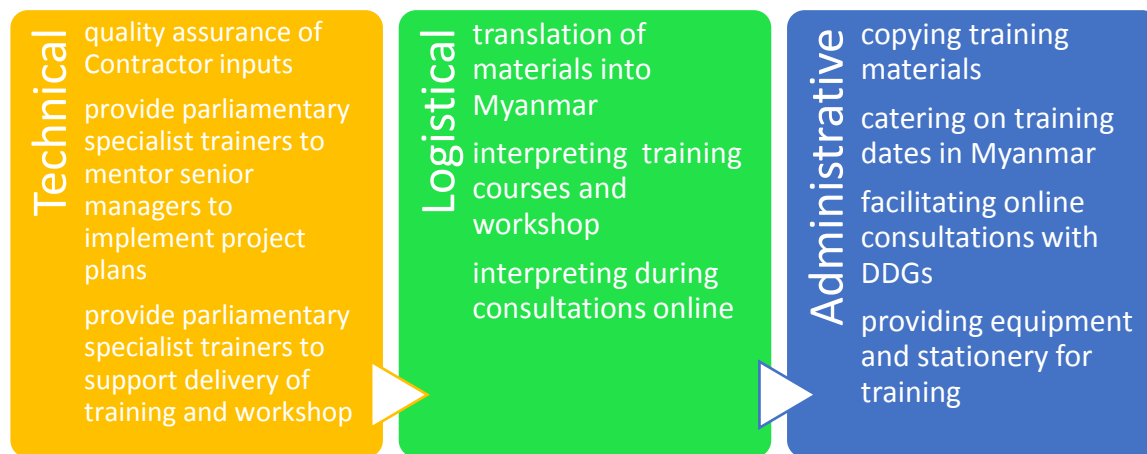 Technical
quality assurance of
Contractor inputs
provide parliamentary
specialist trainers to
mentor senior
managers to
implement project
plans
provide parliamentary
specialist trainers to
support delivery of
training and workshop
Logistical
translation of
materials into
Myanmar
interpreting training
courses and
workshop
interpreting during
consultations online
Administrative
copying training
materials
catering on training
dates in Myanmar
facilitating online
consultations with
DDGs
providing equipment
and stationery for
training